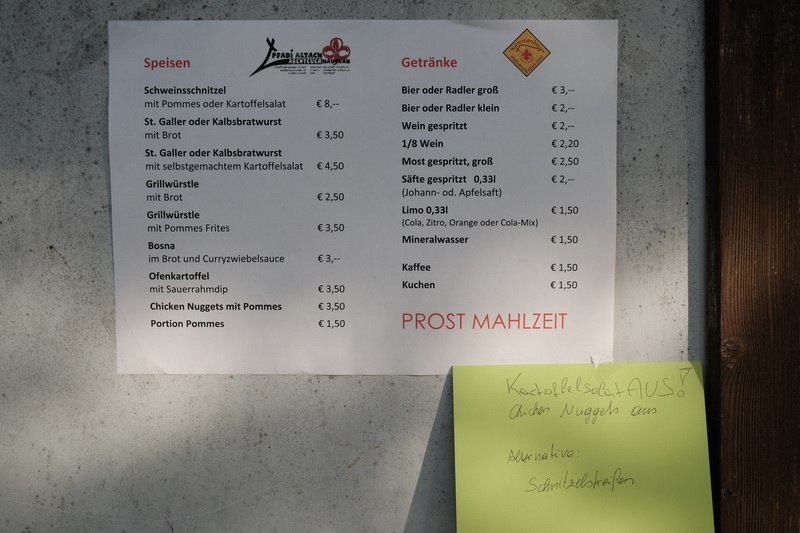 Speisen
PFADI ALTACH
ABENTEUER HAUTNAH
Schweinsschnitzel
mit Pommes oder Kartoffelsalat € 8,--
St. Galler oder Kalbsbratwurst
mit Brot € 3,50
St. Galler oder Kalbsbratwurst
mit selbstgemachtem Kartoffelsalat € 4,50
Grillwürstle
mit Brot € 2,50
Grillwürstle
mit Pommes Frites € 3,50
Bosna
im Brot und Curryzwiebelsauce € 3,--
Ofenkartoffel
mit Sauerrahmdip € 3,50
Chicken Nuggets mit Pommes € 3,50
Portion Pommes € 1,50
Getränke
Bier oder Radler groß € 3,--
Bier oder Radler klein € 2,--
Wein gespritzt € 2,--
1/8 Wein € 2,20
Most gespritzt, groß € 2,50
Säfte gespritzt 0,33l € 2,--
(Johann- od. Apfelsaft)
Limo 0,33l € 1,50
(Cola, Zitro, Orange oder Cola-Mix)
Mineralwasser € 1,50
Kaffee € 1,50
Kuchen € 1,50
PROST MAHLZEIT
Kartoffelsalat AUS!
Chicken Nuggets aus
Alternative:
Schnitzelstreifen